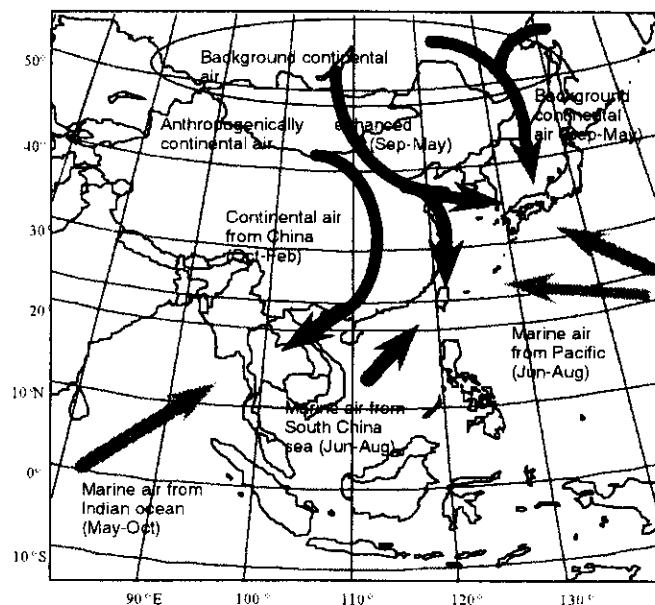 50°
Background continental
air
Background
continental
air (Sep-May)
Anthropogenically enhanced
continental air (Sep-May)
40°
Continental air
from China
(Oct-Feb)
30°
20°
Marine air
from Pacific
(Jun-Aug)
10°N
Marine air from
South China
sea (Jun-Aug)
0°
Marine air from
Indian ocean
(May-Oct)
10°S
90°E
100°
110°
120°
130°